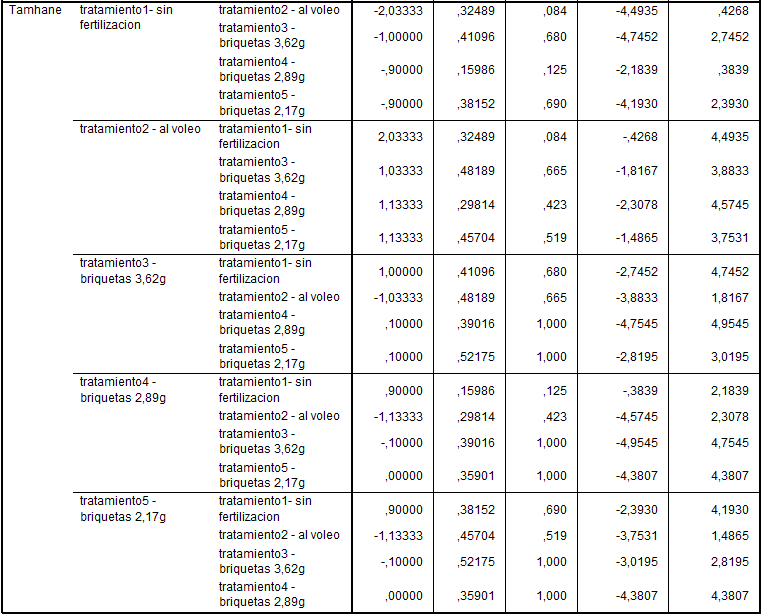 Tamhane tratamiento1- sin fertilizacion tratamiento2 - al voleo -2,03333 ,32489 ,084 -4,4935 ,4268
tratamiento3 - briquetas 3,62g -1,00000 ,41096 ,680 -4,7452 2,7452
tratamiento4 - briquetas 2,89g -,90000 ,15986 ,125 -2,1839 ,3839
tratamiento5 - briquetas 2,17g -,90000 ,38152 ,690 -4,1930 2,3930
tratamiento2 - al voleo tratamiento1- sin fertilizacion 2,03333 ,32489 ,084 -,4268 4,4935
tratamiento3 - briquetas 3,62g 1,03333 ,48189 ,665 -1,8167 3,8833
tratamiento4 - briquetas 2,89g 1,13333 ,29814 ,423 -2,3078 4,5745
tratamiento5 - briquetas 2,17g 1,13333 ,45704 ,519 -1,4865 3,7531
tratamiento3 - briquetas 3,62g tratamiento1- sin fertilizacion 1,00000 ,41096 ,680 -2,7452 4,7452
tratamiento2 - al voleo -1,03333 ,48189 ,665 -3,8833 1,8167
tratamiento4 - briquetas 2,89g ,10000 ,39016 1,000 -4,7545 4,9545
tratamiento5 - briquetas 2,17g ,10000 ,52175 1,000 -2,8195 3,0195
tratamiento4 - briquetas 2,89g tratamiento1- sin fertilizacion ,90000 ,15986 ,125 -,3839 2,1839
tratamiento2 - al voleo -1,13333 ,29814 ,423 -4,5745 2,3078
tratamiento3 - briquetas 3,62g -,10000 ,39016 1,000 -4,9545 4,7545
tratamiento5 - briquetas 2,17g ,00000 ,35901 1,000 -4,3807 4,3807
tratamiento5 - briquetas 2,17g tratamiento1- sin fertilizacion ,90000 ,38152 ,690 -2,3930 4,1930
tratamiento2 - al voleo -1,13333 ,45704 ,519 -3,7531 1,4865
tratamiento3 - briquetas 3,62g -,10000 ,52175 1,000 -3,0195 2,8195
tratamiento4 - briquetas 2,89g ,00000 ,35901 1,000 -4,3807 4,3807